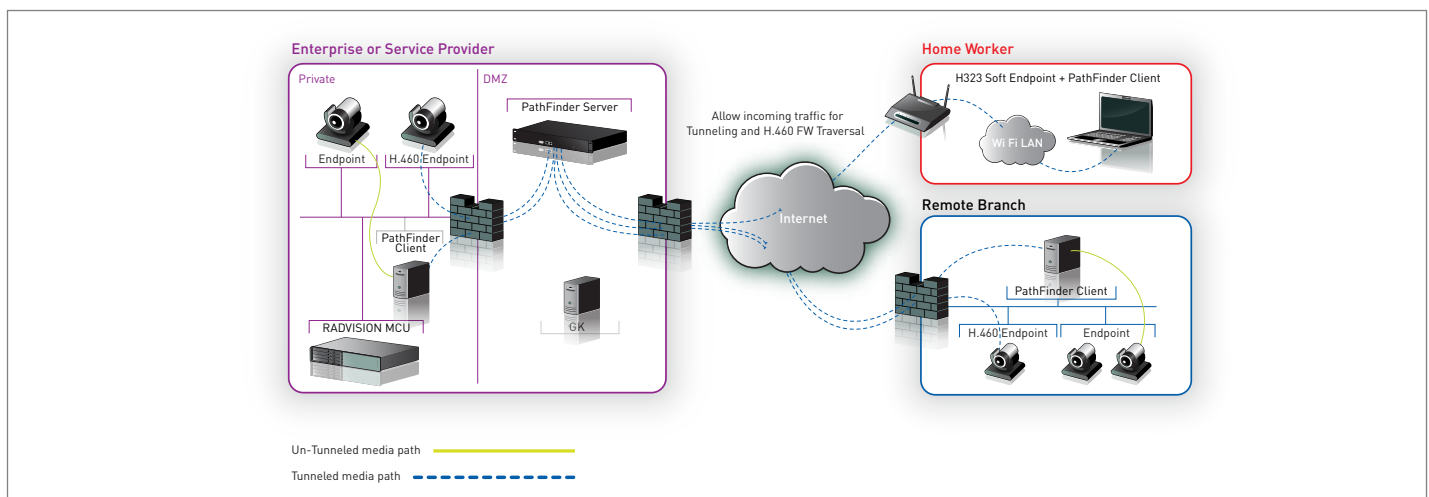 Enterprise or Service Provider
Private
DMZ
Endpoint
H.460 Endpoint
PathFinder Server
PathFinder
Client
RADVISION MCU
GK
Allow incoming traffic for
Tunneling and H.460 FW Traversal
Internet
Home Worker
H323 Soft Endpoint + PathFinder Client
Wi Fi LAN
Remote Branch
PathFinder Client
H.460 Endpoint
Endpoint
Un-Tunneled media path
Tunneled media path